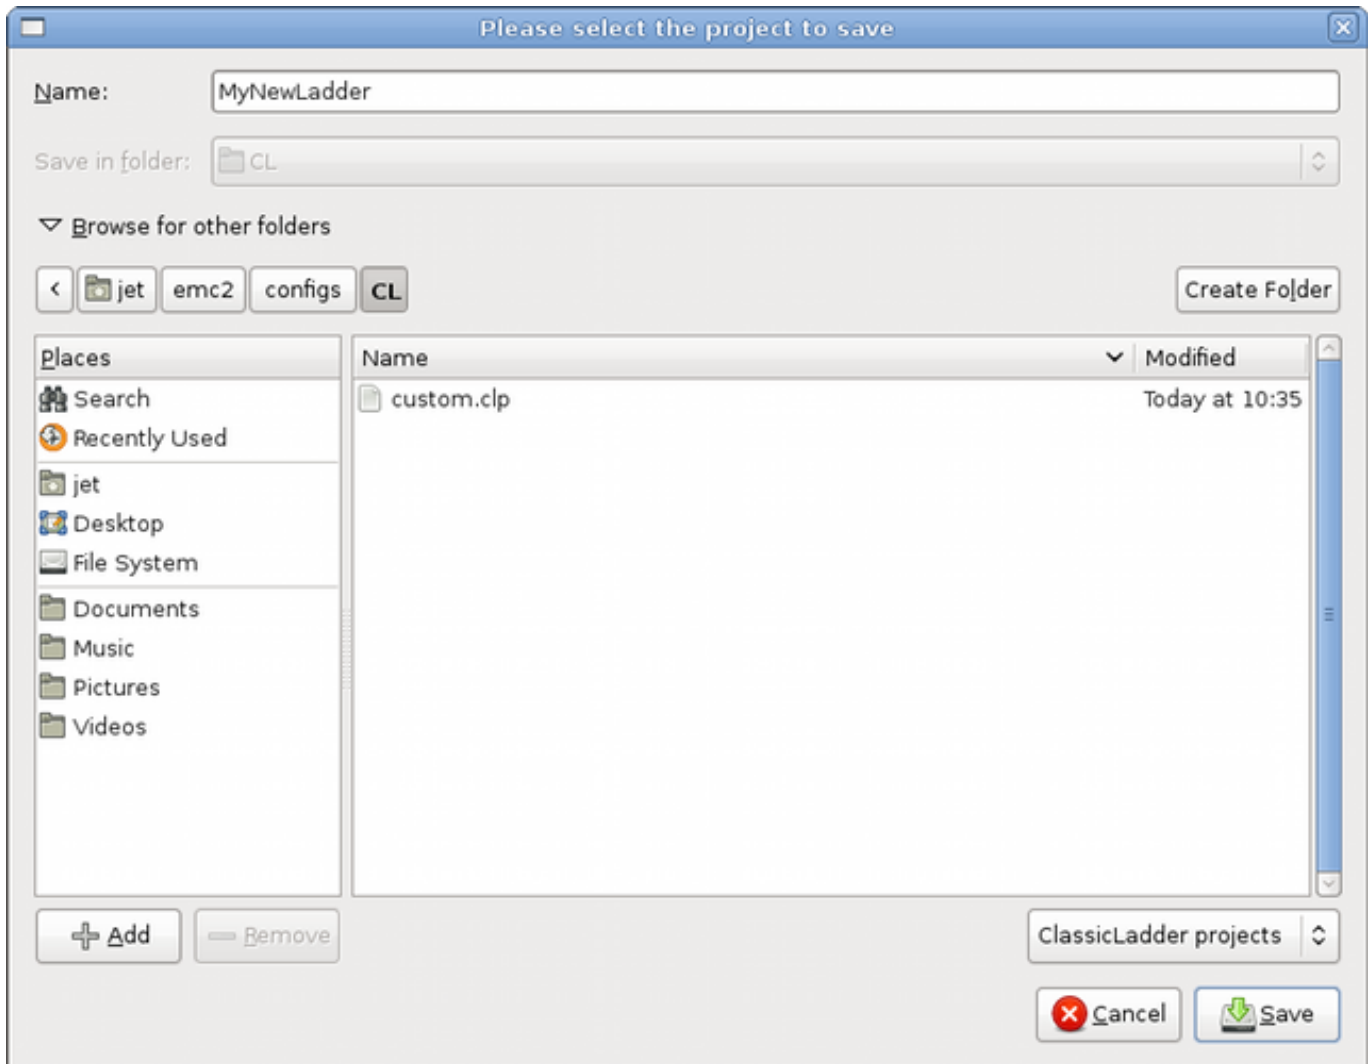 Please select the project to save
Name: MyNewLadder
Save in folder: CL
Browse for other folders
< jet emc2 configs CL Create Folder
Places Name Modified
Search custom.clp Today at 10:35
Recently Used
jet
Desktop
File System
Documents
Music
Pictures
Videos
Add Remove ClassicLadder projects
Cancel Save